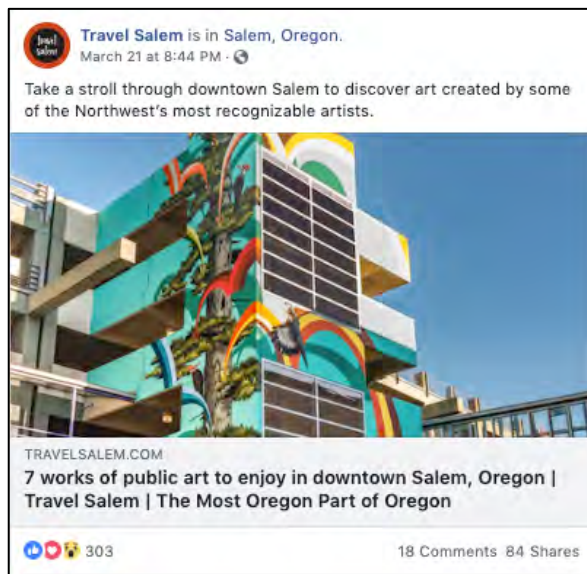 travel
salem
Travel Salem is in Salem, Oregon.
March 21 at 8:44 PM ·
Take a stroll through downtown Salem to discover art created by some
of the Northwest's most recognizable artists.
TRAVELSALEM.COM
7 works of public art to enjoy in downtown Salem, Oregon |
Travel Salem | The Most Oregon Part of Oregon
303
18 Comments 84 Shares